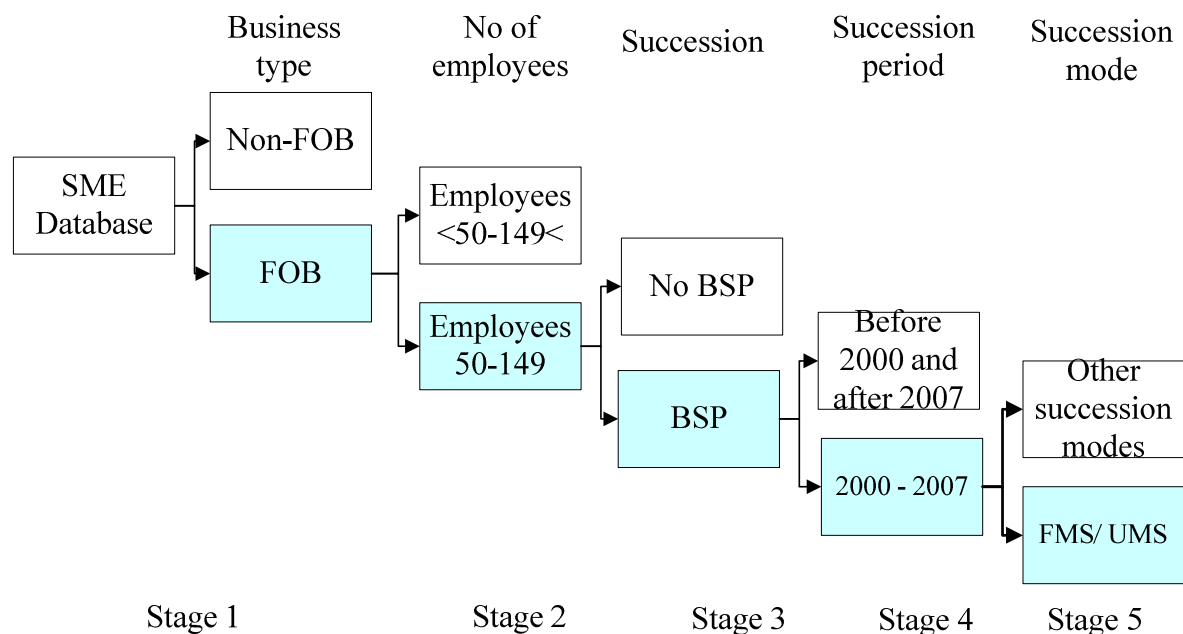 Business
type
No of
employees
Succession
Succession
period
Succession
mode
SME
Database
Non-FOB
FOB
Employees
<50-149<
Employees
50-149
No BSP
BSP
Before
2000 and
after 2007
2000 - 2007
Other
succession
modes
FMS/ UMS
Stage 1
Stage 2
Stage 3
Stage 4
Stage 5